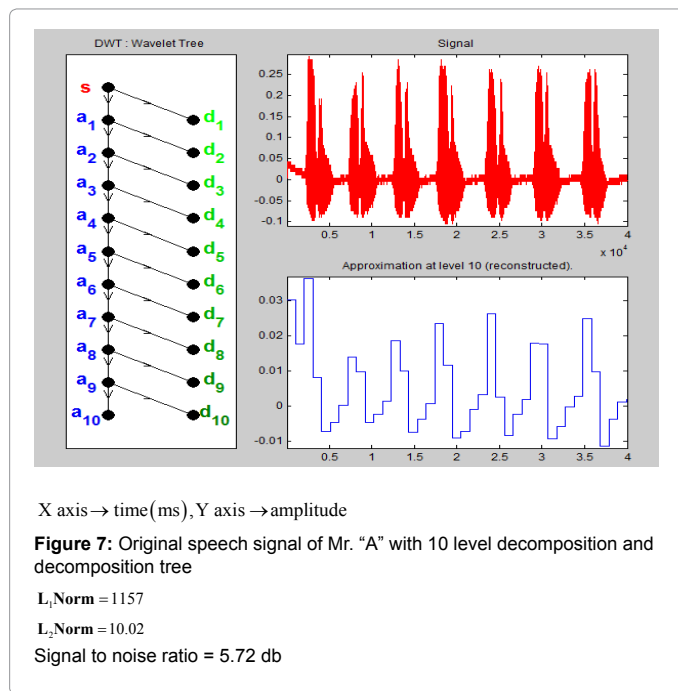 DWT : Wavelet Tree
s
a1 d1
a2 d2
a3 d3
a4 d4
a5 d5
a6 d6
a7 d7
a8 d8
a9 d9
a10 d10
Signal
0.25
0.2
0.15
0.1
0.05
0
-0.05
-0.1
0.5 1 1.5 2 2.5 3 3.5 4
x 10^4
Approximation at level 10 (reconstructed).
0.03
0.02
0.01
0
-0.01
0.5 1 1.5 2 2.5 3 3.5 4
X axis→ time(ms),Y axis →amplitude
Figure 7: Original speech signal of Mr. “A” with 10 level decomposition and
decomposition tree
L1Norm =1157
L2Norm =10.02
Signal to noise ratio = 5.72 db